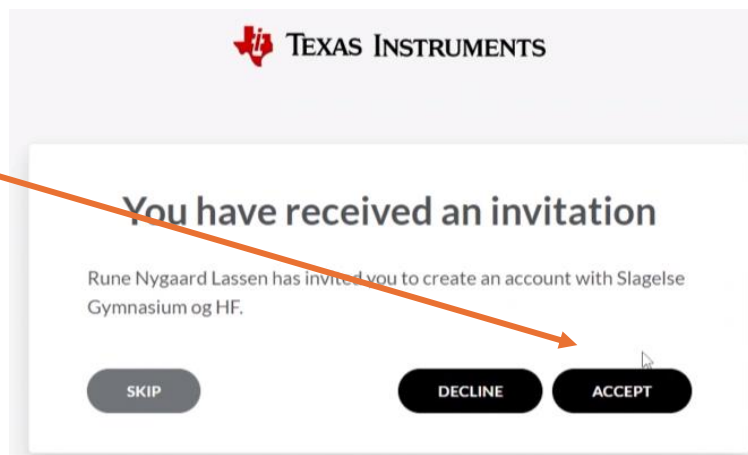 TEXAS INSTRUMENTS
You have received an invitation
Rune Nygaard Lassen has invited you to create an account with Slagelse
Gymnasium og HF.
SKIP
DECLINE
ACCEPT